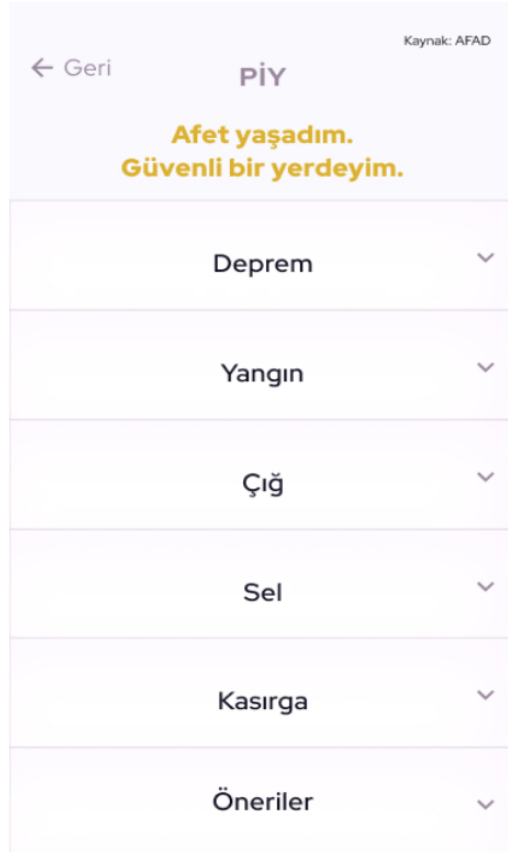 Kaynak: AFAD
← Geri
PİY
Afet yaşadım.
Güvenli bir yerdeyim.
Deprem
Yangın
Çığ
Sel
Kasırga
Öneriler